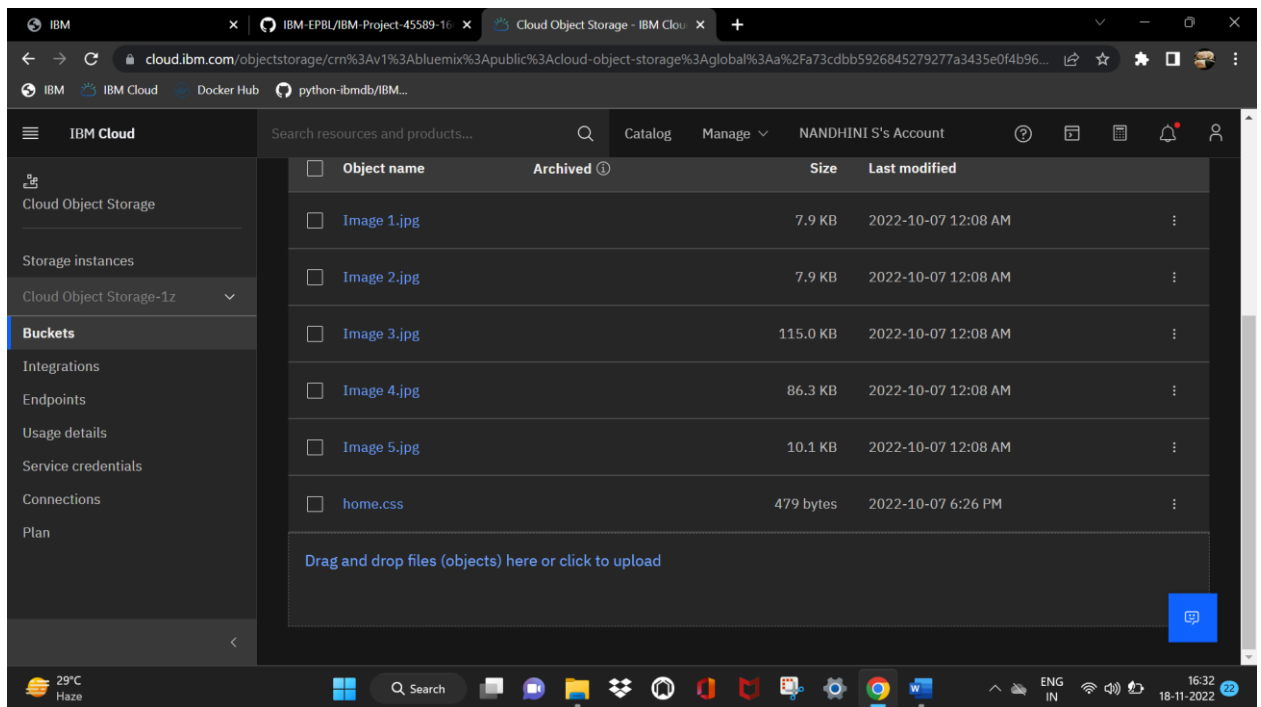 IBM
IBM-EPBL/IBM-Project-45589-16
Cloud Object Storage - IBM Clou
cloud.ibm.com/objectstorage/crn%3Av1%3Abluemix%3Apublic%3Acloud-object-storage%3Aglobal%3Aa%2Fa73cdbb5926845279277a3435e0f4b96...
IBM IBM Cloud Docker Hub python-ibmdb/IBM...
IBM Cloud Search resources and products... Catalog Manage NANDHINI S's Account
Cloud Object Storage
Storage instances
Cloud Object Storage-1z
Buckets
Integrations
Endpoints
Usage details
Service credentials
Connections
Plan
Object name Archived Size Last modified
Image 1.jpg 7.9 KB 2022-10-07 12:08 AM
Image 2.jpg 7.9 KB 2022-10-07 12:08 AM
Image 3.jpg 115.0 KB 2022-10-07 12:08 AM
Image 4.jpg 86.3 KB 2022-10-07 12:08 AM
Image 5.jpg 10.1 KB 2022-10-07 12:08 AM
home.css 479 bytes 2022-10-07 6:26 PM
Drag and drop files (objects) here or click to upload
29°C
Haze
Search
ENG
IN
16:32
18-11-2022
22